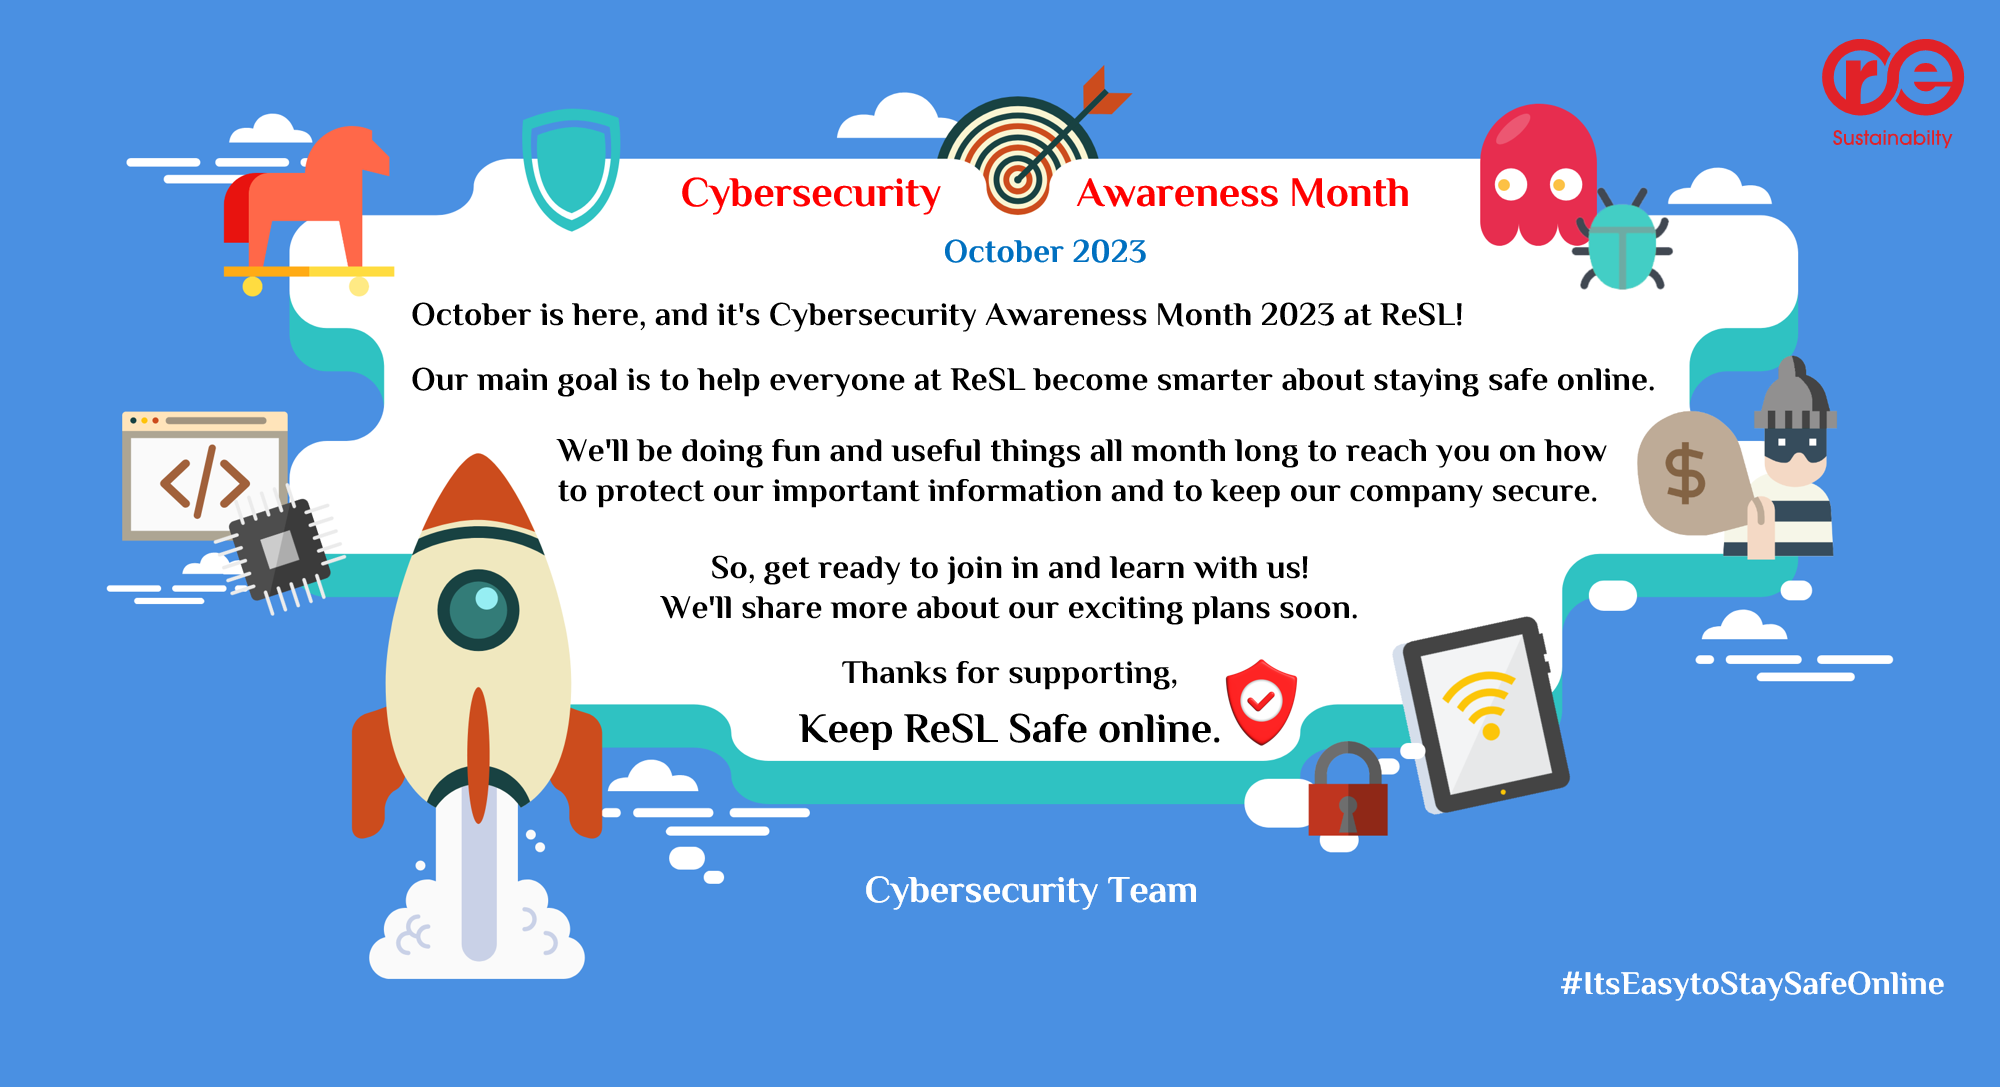 re
Sustainabilty
Cybersecurity Awareness Month
October 2023
October is here, and it's Cybersecurity Awareness Month 2023 at ReSL!
Our main goal is to help everyone at ReSL become smarter about staying safe online.
We'll be doing fun and useful things all month long to reach you on how
to protect our important information and to keep our company secure.
So, get ready to join in and learn with us!
We'll share more about our exciting plans soon.
Thanks for supporting,
Keep ReSL Safe online.
Cybersecurity Team
#ItsEasytoStaySafeOnline